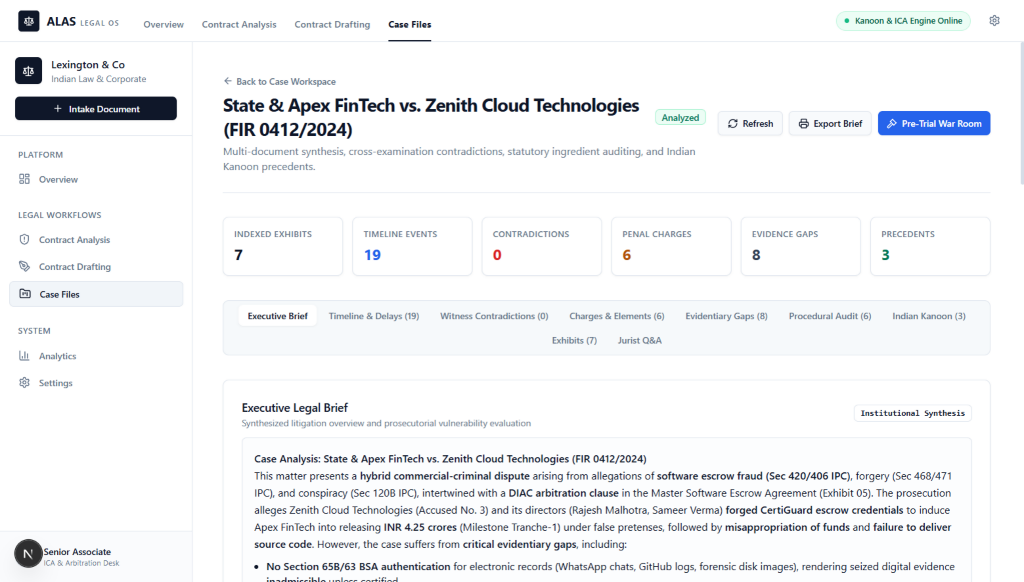 ALAS LEGAL OS
Overview
Contract Analysis
Contract Drafting
Case Files
Kanoon & ICA Engine Online
Lexington & Co
Indian Law & Corporate
+ Intake Document
PLATFORM
Overview
LEGAL WORKFLOWS
Contract Analysis
Contract Drafting
Case Files
SYSTEM
Analytics
Settings
N
Senior Associate
ICA & Arbitration Desk
← Back to Case Workspace
State & Apex FinTech vs. Zenith Cloud Technologies
(FIR 0412/2024)
Analyzed
Refresh
Export Brief
Pre-Trial War Room
Multi-document synthesis, cross-examination contradictions, statutory ingredient auditing, and Indian
Kanoon precedents.
INDEXED EXHIBITS
7
TIMELINE EVENTS
19
CONTRADICTIONS
0
PENAL CHARGES
6
EVIDENCE GAPS
8
PRECEDENTS
3
Executive Brief
Timeline & Delays (19)
Witness Contradictions (0)
Charges & Elements (6)
Evidentiary Gaps (8)
Procedural Audit (6)
Indian Kanoon (3)
Exhibits (7)
Jurist Q&A
Executive Legal Brief
Synthesized litigation overview and prosecutorial vulnerability evaluation
Institutional Synthesis
Case Analysis: State & Apex FinTech vs. Zenith Cloud Technologies (FIR 0412/2024)
This matter presents a hybrid commercial-criminal dispute arising from allegations of software escrow fraud (Sec 420/406 IPC), forgery (Sec 468/471
IPC), and conspiracy (Sec 120B IPC), intertwined with a DIAC arbitration clause in the Master Software Escrow Agreement (Exhibit 05). The prosecution
alleges Zenith Cloud Technologies (Accused No. 3) and its directors (Rajesh Malhotra, Sameer Verma) forged CertiGuard escrow credentials to induce
Apex FinTech into releasing INR 4.25 crores (Milestone Tranche-1) under false pretenses, followed by misappropriation of funds and failure to deliver
source code. However, the case suffers from critical evidentiary gaps, including:
• No Section 65B/63 BSA authentication for electronic records (WhatsApp chats, GitHub logs, forensic disk images), rendering seized digital evidence
inadmissible unless certified.